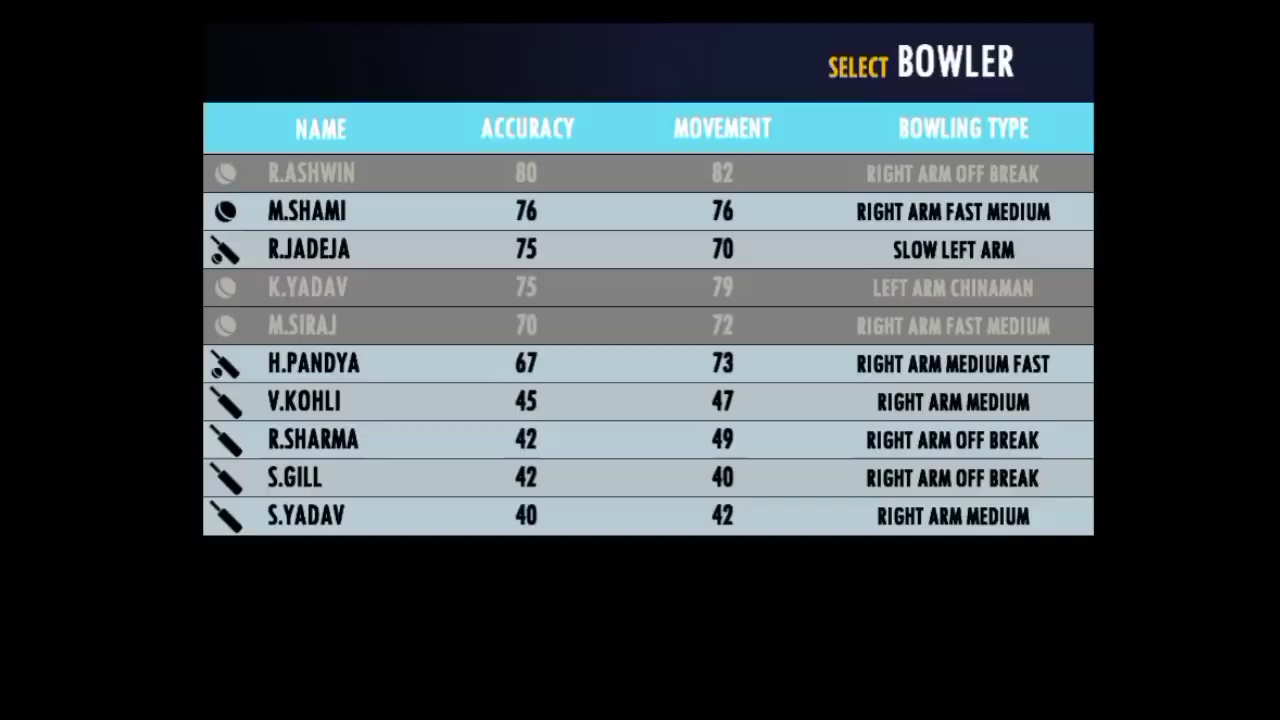 SELECT BOWLER
NAME ACCURACY MOVEMENT BOWLING TYPE
R.ASHWIN 80 82 RIGHT ARM OFF BREAK
M.SHAMI 76 76 RIGHT ARM FAST MEDIUM
R.JADEJA 75 70 SLOW LEFT ARM
K.YADAV 75 79 LEFT ARM CHINAMAN
M.SIRAJ 70 72 RIGHT ARM FAST MEDIUM
H.PANDYA 67 73 RIGHT ARM MEDIUM FAST
V.KOHLI 45 47 RIGHT ARM MEDIUM
R.SHARMA 42 49 RIGHT ARM OFF BREAK
S.GILL 42 40 RIGHT ARM OFF BREAK
S.YADAV 40 42 RIGHT ARM MEDIUM